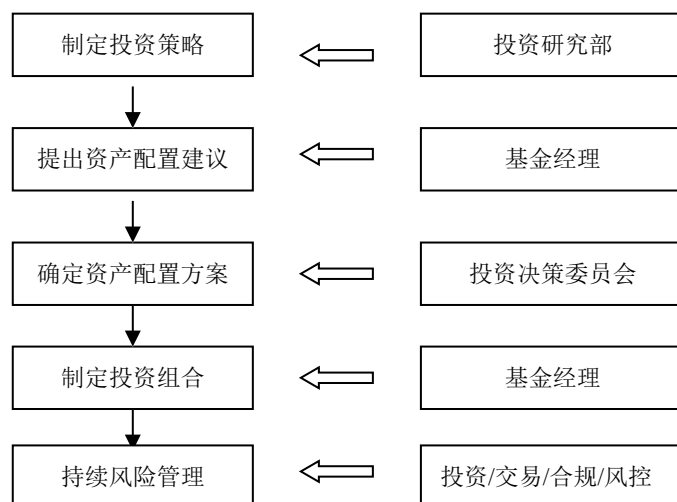 制定投资策略
投资研究部
提出资产配置建议
基金经理
确定资产配置方案
投资决策委员会
制定投资组合
基金经理
持续风险管理
投资/交易/合规/风控